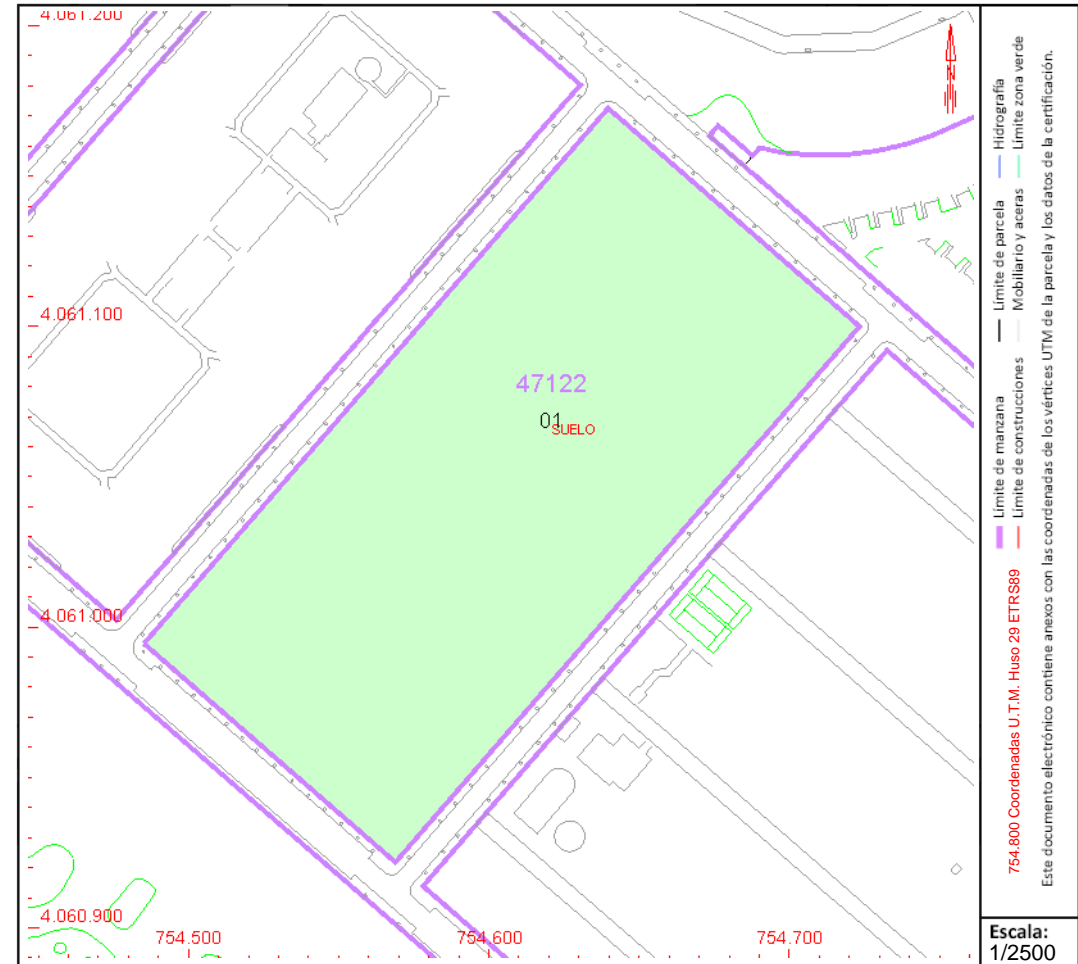 4.061.200
4.061.100
47122
01
SUELO
4.061.000
4.060.900
754.500
754.600
754.700
N
Límite de manzana
Límite de parcela
Hidrografía
754.800 Coordenadas U.T.M. Huso 29 ETRS89
Límite de construcciones
Mobiliario y aceras
Límite zona verde
Este documento electrónico contiene anexos con las coordenadas de los vértices UTM de la parcela y los datos de la certificación.
Escala:
1/2500